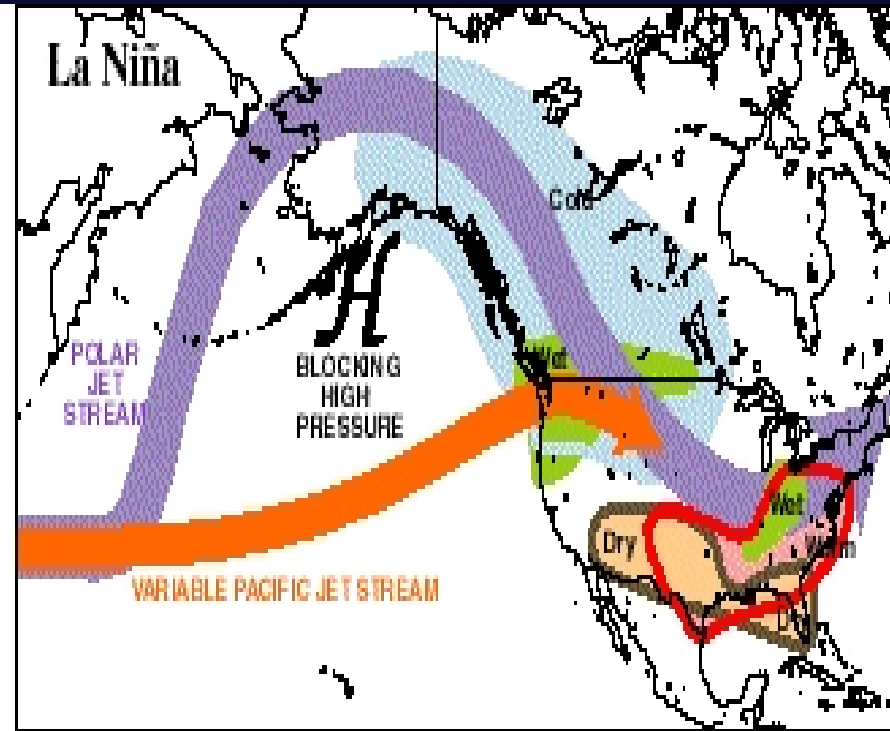 La Niña
Cold
POLAR
JET
STREAM
H
BLOCKING
HIGH
PRESSURE
Wet
VARIABLE PACIFIC JET STREAM
Wet
Dry
Warm
Dry